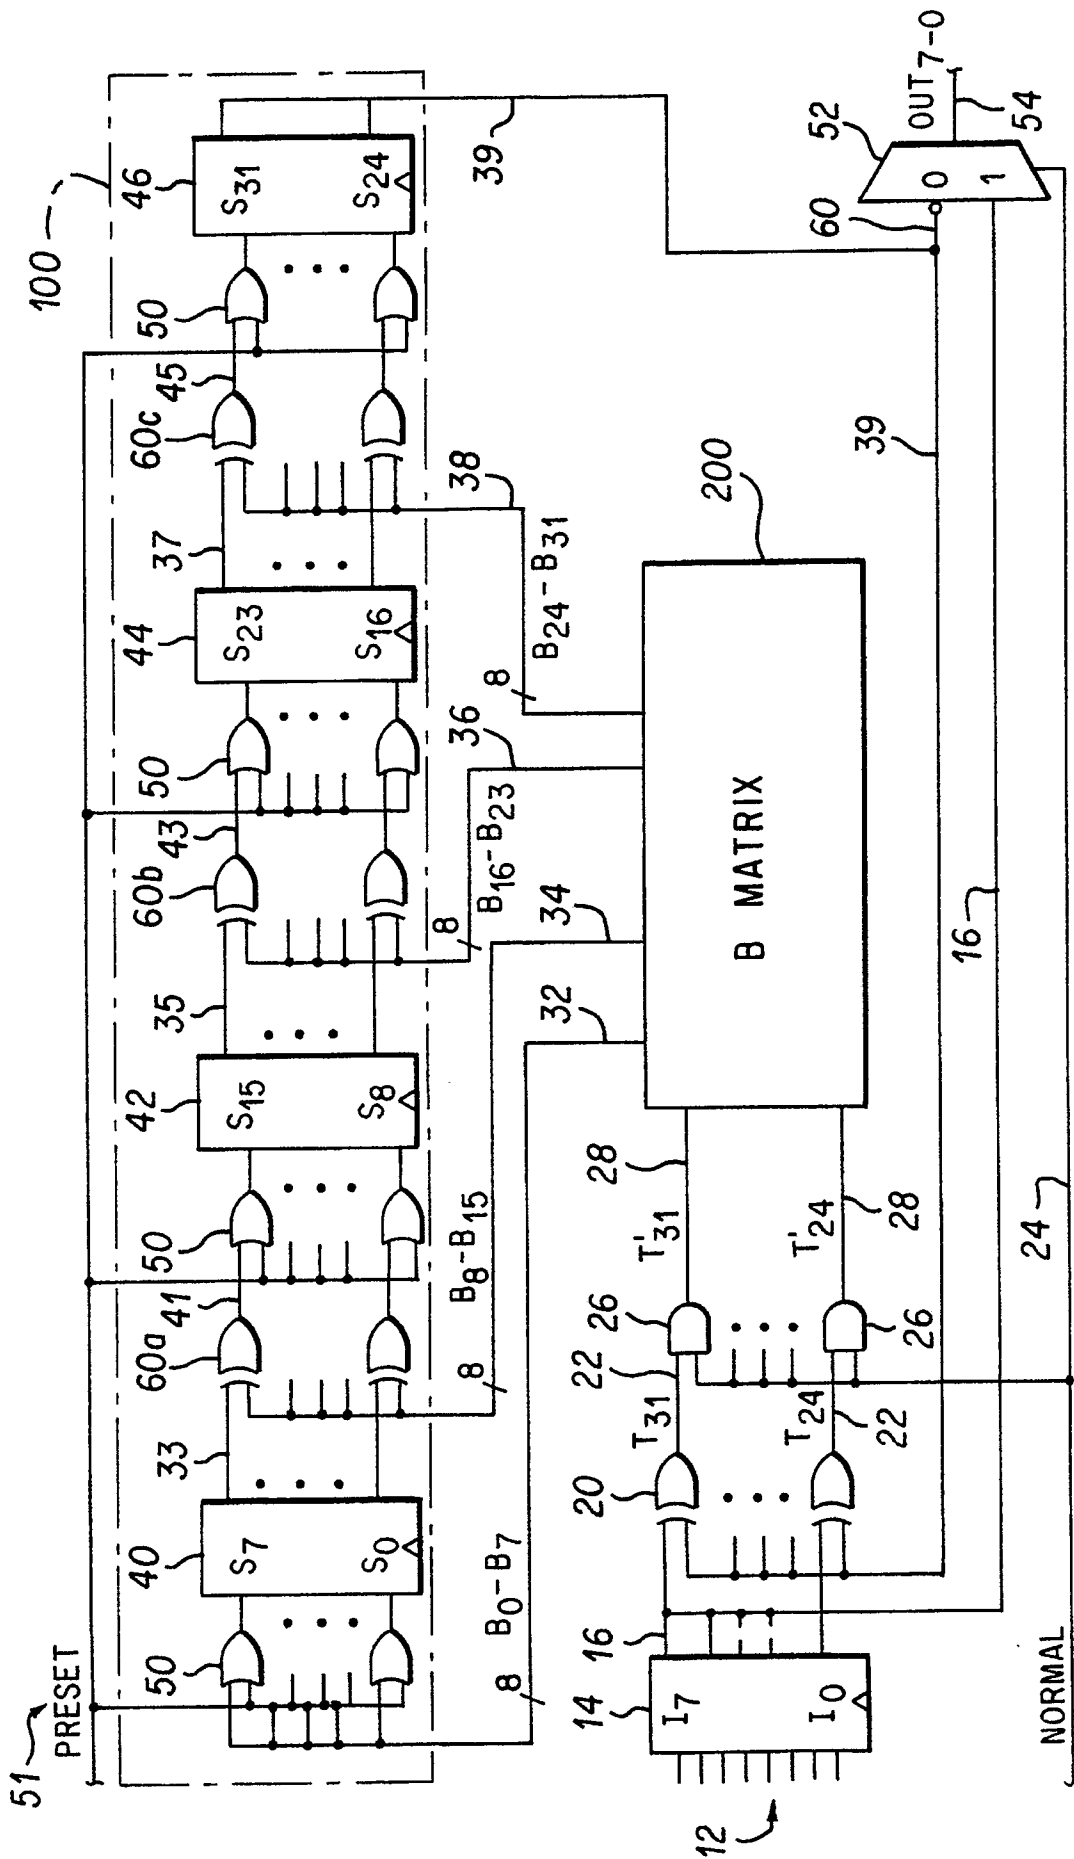 51
PRESET
100
50
40
S7
S0
33
60a
41
50
42
S15
S8
35
60b
43
50
44
S23
S16
37
60c
45
50
46
S31
S24
39
8
B0-B7
8
B8-B15
8
B16-B23
8
B24-B31
38
32
34
36
B MATRIX
200
12
14
I7
I0
16
20
T31
22
T24
22
26
T'31
28
26
T'24
28
39
16
NORMAL
24
60
52
0
1
OUT7-0
54